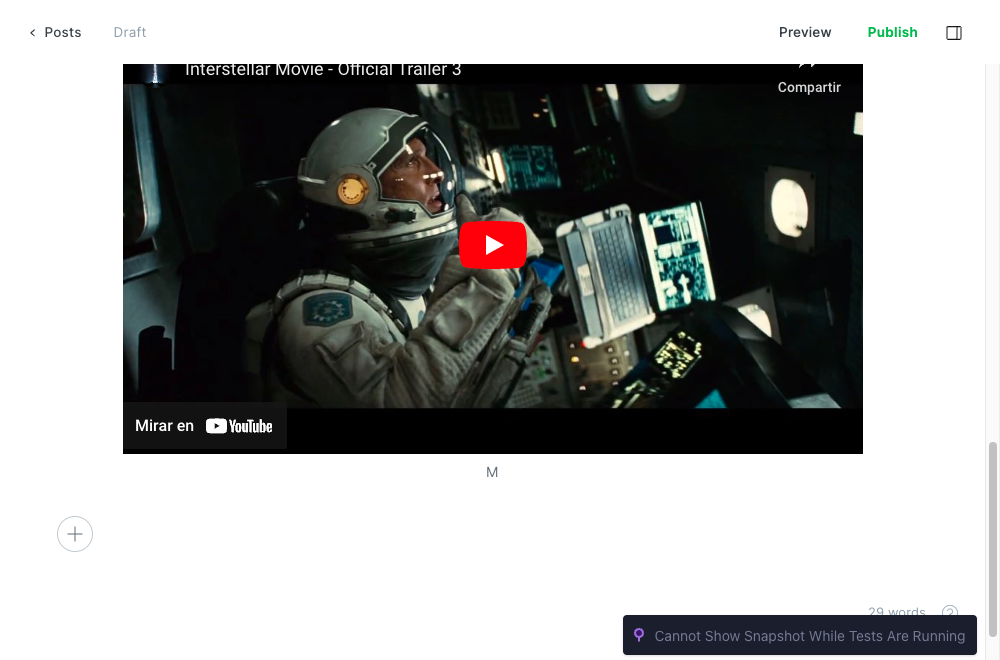 Posts
Draft
Preview
Publish
Interstellar Movie - Official Trailer 3
Compartir
Mirar en YouTube
M
29 words
Cannot Show Snapshot While Tests Are Running